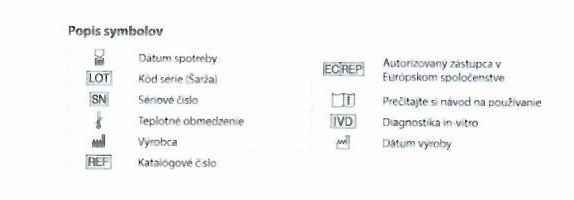 Popis symbolov
Dátum spotreby
LOT Kód série (Šarža)
SN Sériové číslo
Teplotné obmedzenie
Výrobca
REF Katalógové číslo
EC REP Autorizovaný zástupca v
Európskom spoločenstve
Prečítajte si návod na používanie
IVD Diagnostika in-vitro
Dátum výroby